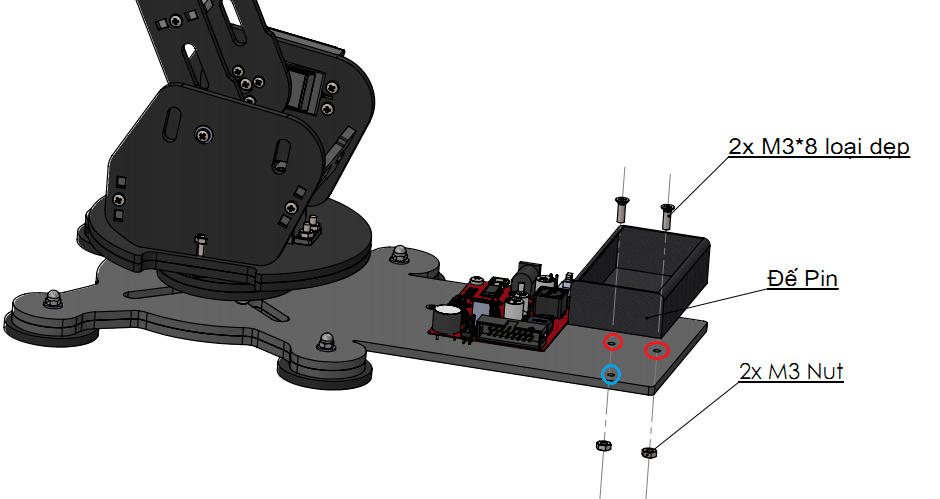 2x M3*8 loại dẹp
Đế Pin
2x M3 Nut